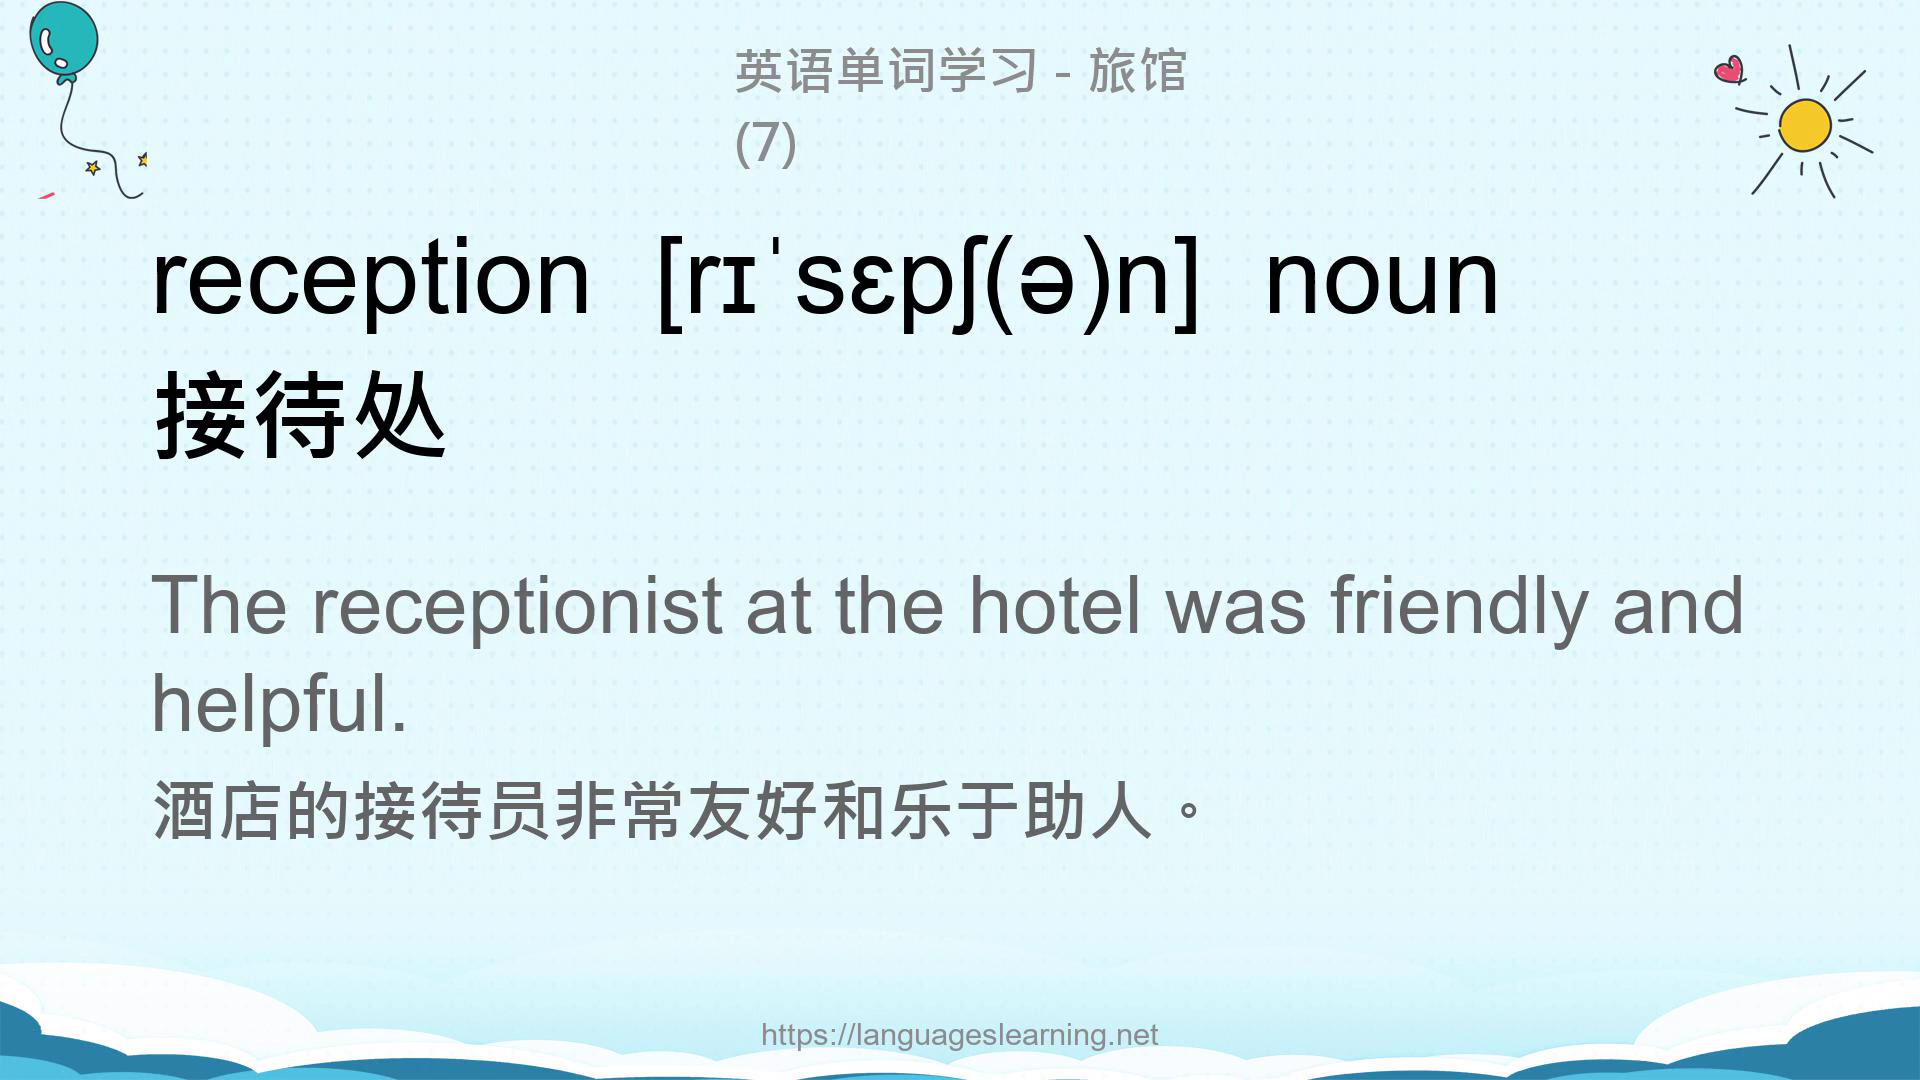 英语单词学习 - 旅馆
(7)
reception [rɪˈsɛpʃ(ə)n] noun
接待处
The receptionist at the hotel was friendly and
helpful.
酒店的接待员非常友好和乐于助人。
https://languageslearning.net